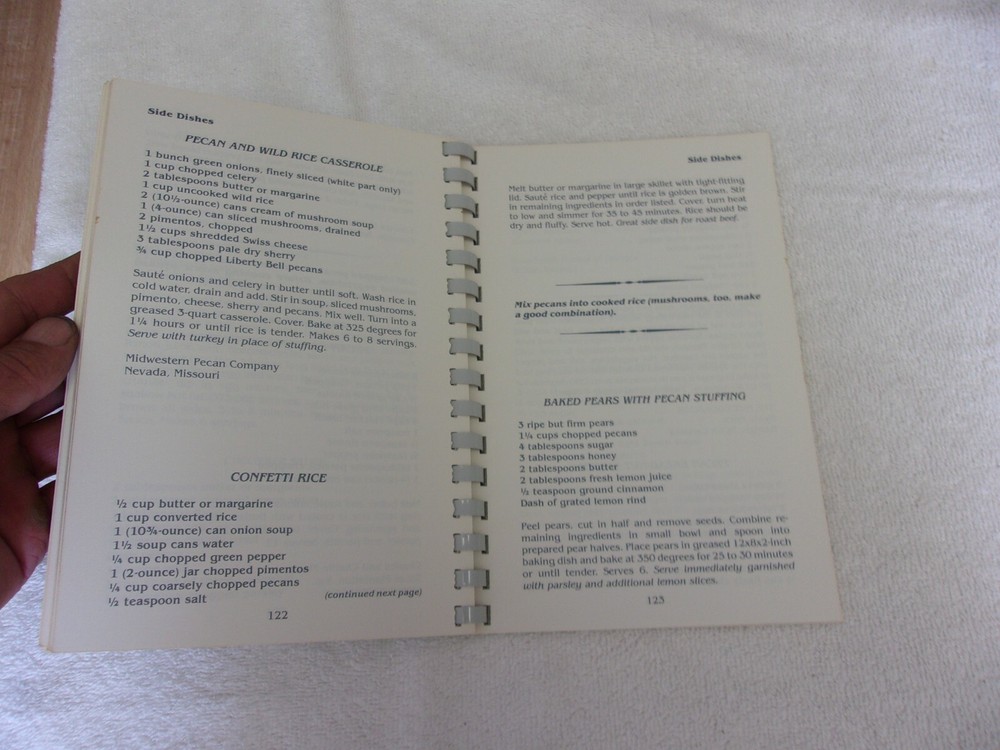 Side Dishes
PECAN AND WILD RICE CASSEROLE
1 bunch green onions, finely sliced (white part only)
1 cup chopped celery
2 tablespoons butter or margarine
1 cup uncooked wild rice
2 (10½-ounce) cans cream of mushroom soup
1 (4-ounce) can sliced mushrooms, drained
2 pimentos, chopped
1½ cups shredded Swiss cheese
3 tablespoons pale dry sherry
¾ cup chopped Liberty Bell pecans
Sauté onions and celery in butter until soft. Wash rice in
cold water, drain and add. Stir in soup, sliced mushrooms,
pimento, cheese, sherry and pecans. Mix well. Turn into a
greased 3-quart casserole. Cover. Bake at 325 degrees for
1¼ hours or until rice is tender. Makes 6 to 8 servings.
Serve with turkey in place of stuffing.
Midwestern Pecan Company
Nevada, Missouri
CONFETTI RICE
½ cup butter or margarine
1 cup converted rice
1 (10¾-ounce) can onion soup
1½ soup cans water
¼ cup chopped green pepper
1 (2-ounce) jar chopped pimentos
¼ cup coarsely chopped pecans
½ teaspoon salt
(continued next page)
122
Side Dishes
Melt butter or margarine in large skillet with tight-fitting
lid. Sauté rice and pepper until rice is golden brown. Stir
in remaining ingredients in order listed. Cover, turn heat
to low and simmer for 35 to 45 minutes. Rice should be
dry and fluffy. Serve hot. Great side dish for roast beef.
Mix pecans into cooked rice (mushrooms, too, make
a good combination).
BAKED PEARS WITH PECAN STUFFING
3 ripe but firm pears
1¼ cups chopped pecans
4 tablespoons sugar
3 tablespoons honey
2 tablespoons butter
2 tablespoons fresh lemon juice
½ teaspoon ground cinnamon
Dash of grated lemon rind
Peel pears, cut in half and remove seeds. Combine re-
maining ingredients in small bowl and spoon into
prepared pear halves. Place pears in greased 12x8x2-inch
baking dish and bake at 350 degrees for 25 to 30 minutes
or until tender. Serves 6. Serve immediately garnished
with parsley and additional lemon slices.
123